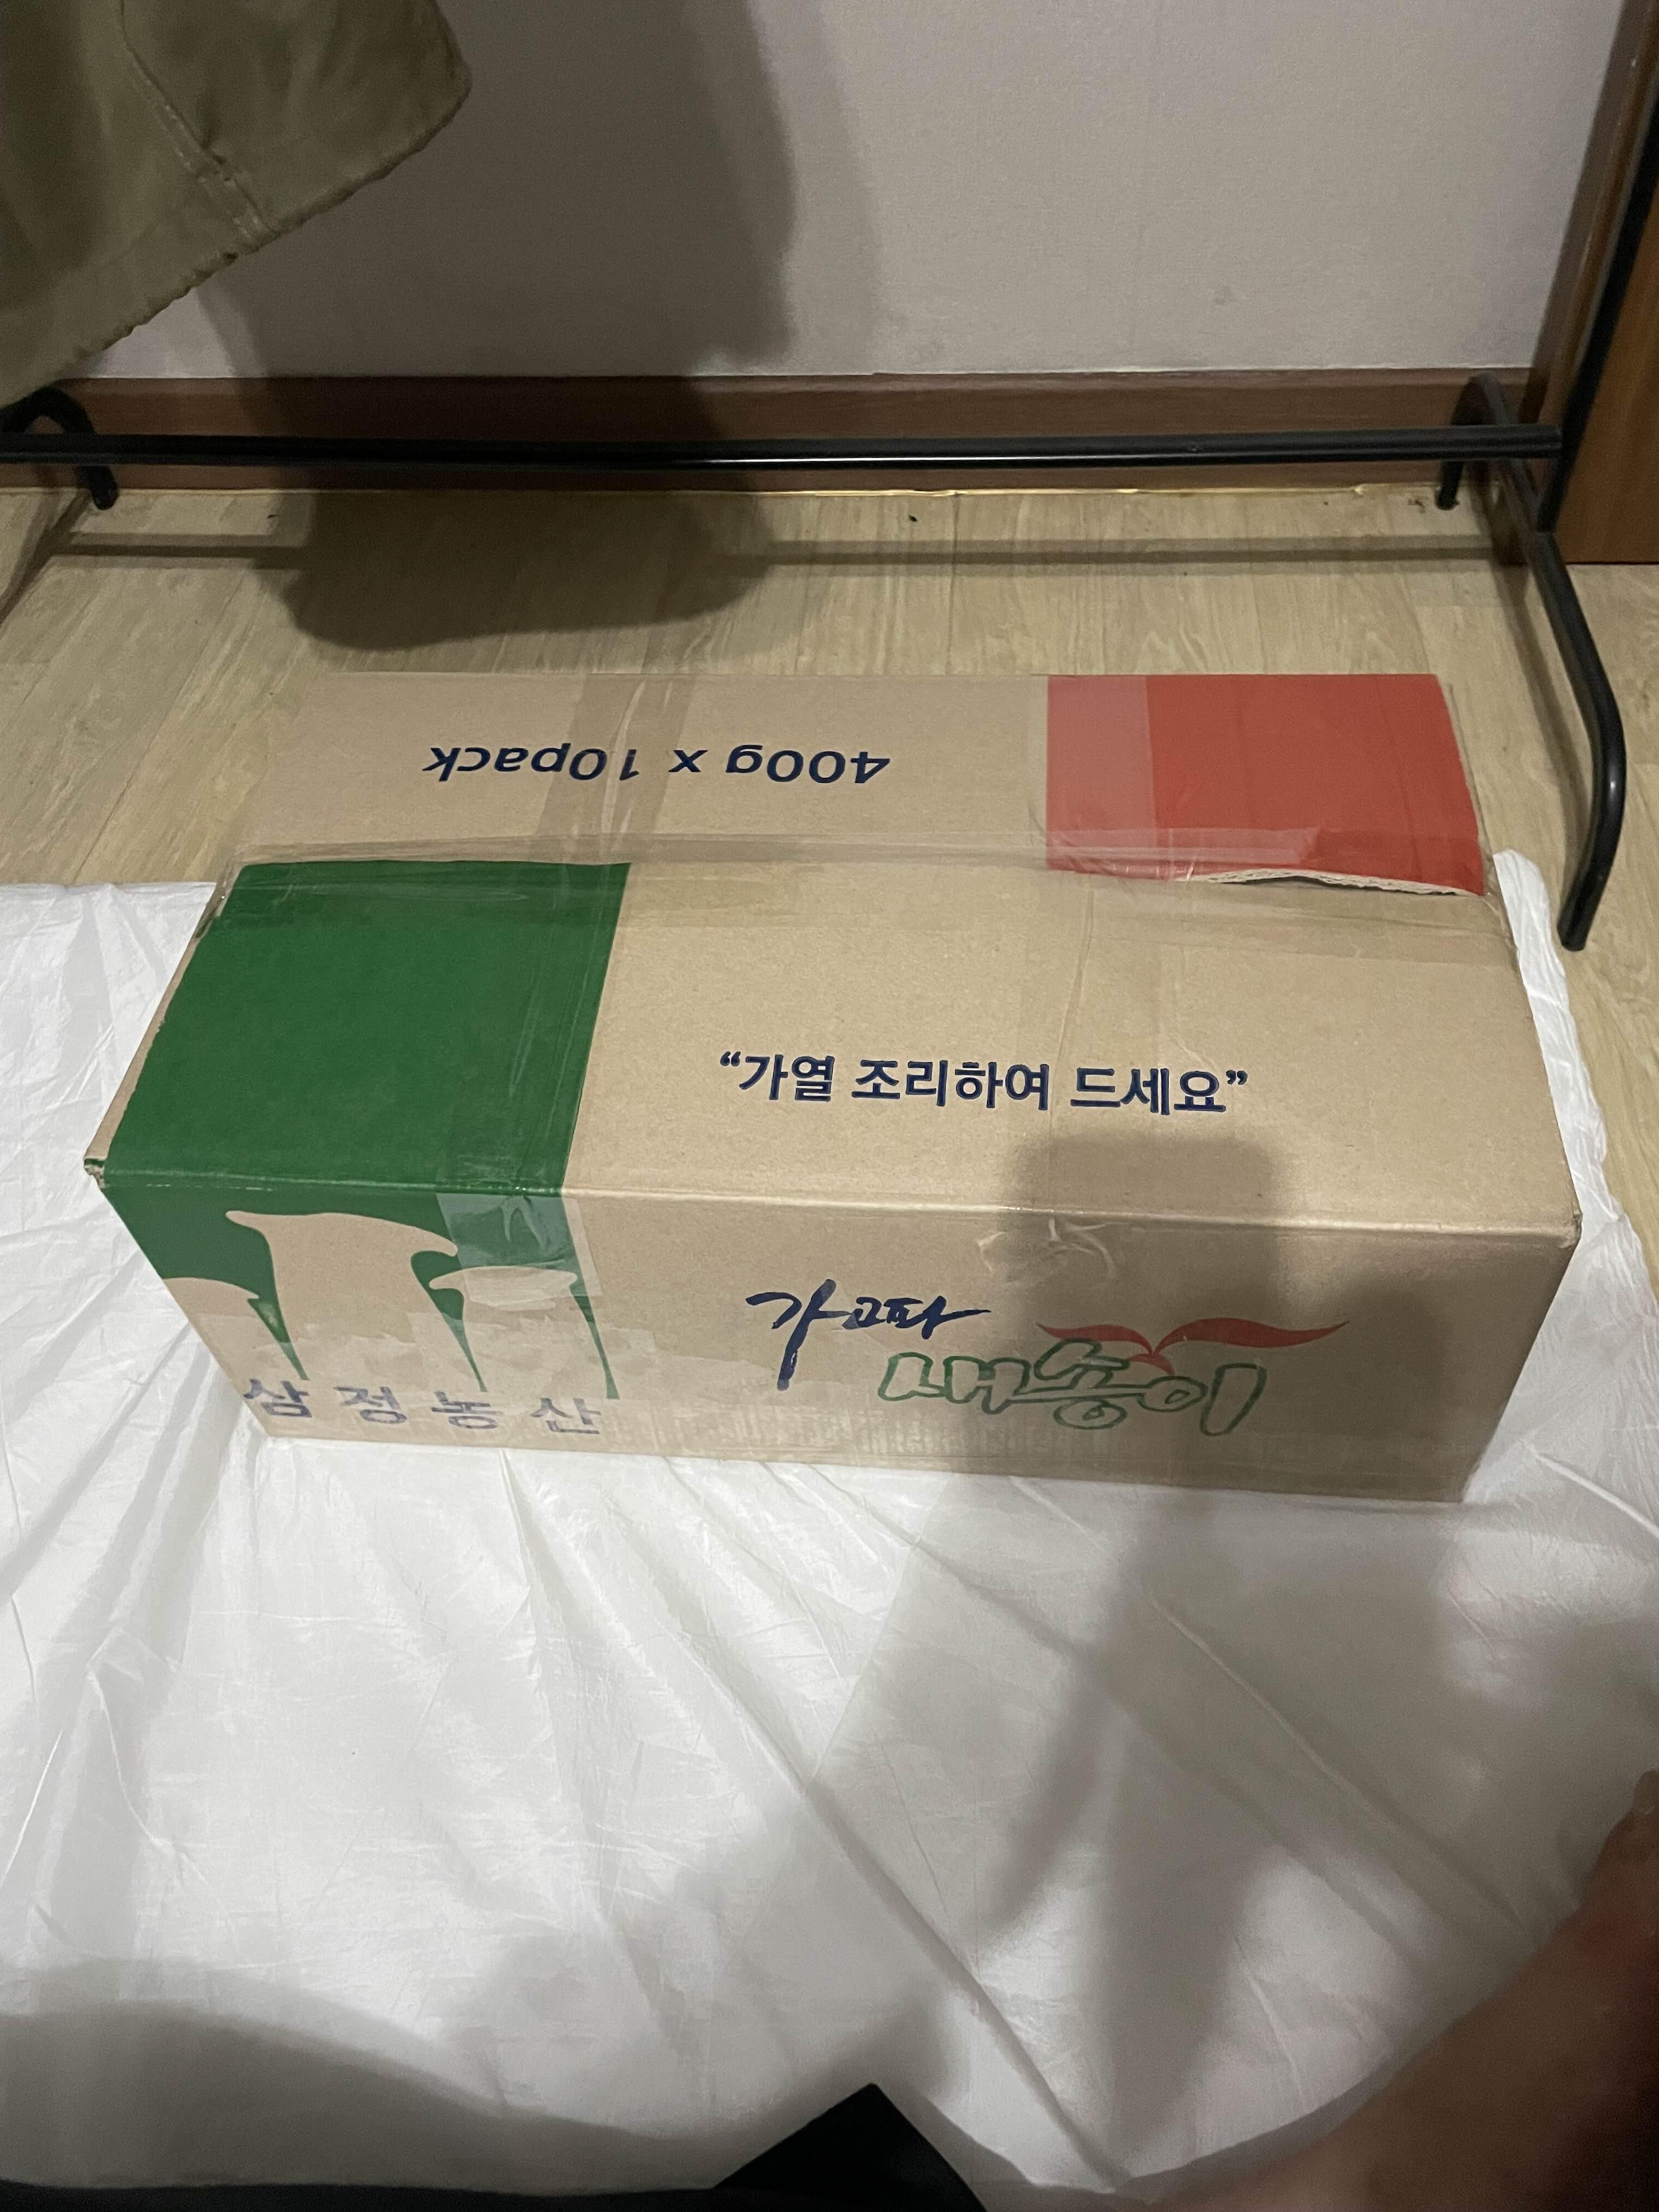 400g x 10pack
“가열 조리하여 드세요”
가고파
새송이
삼정농산